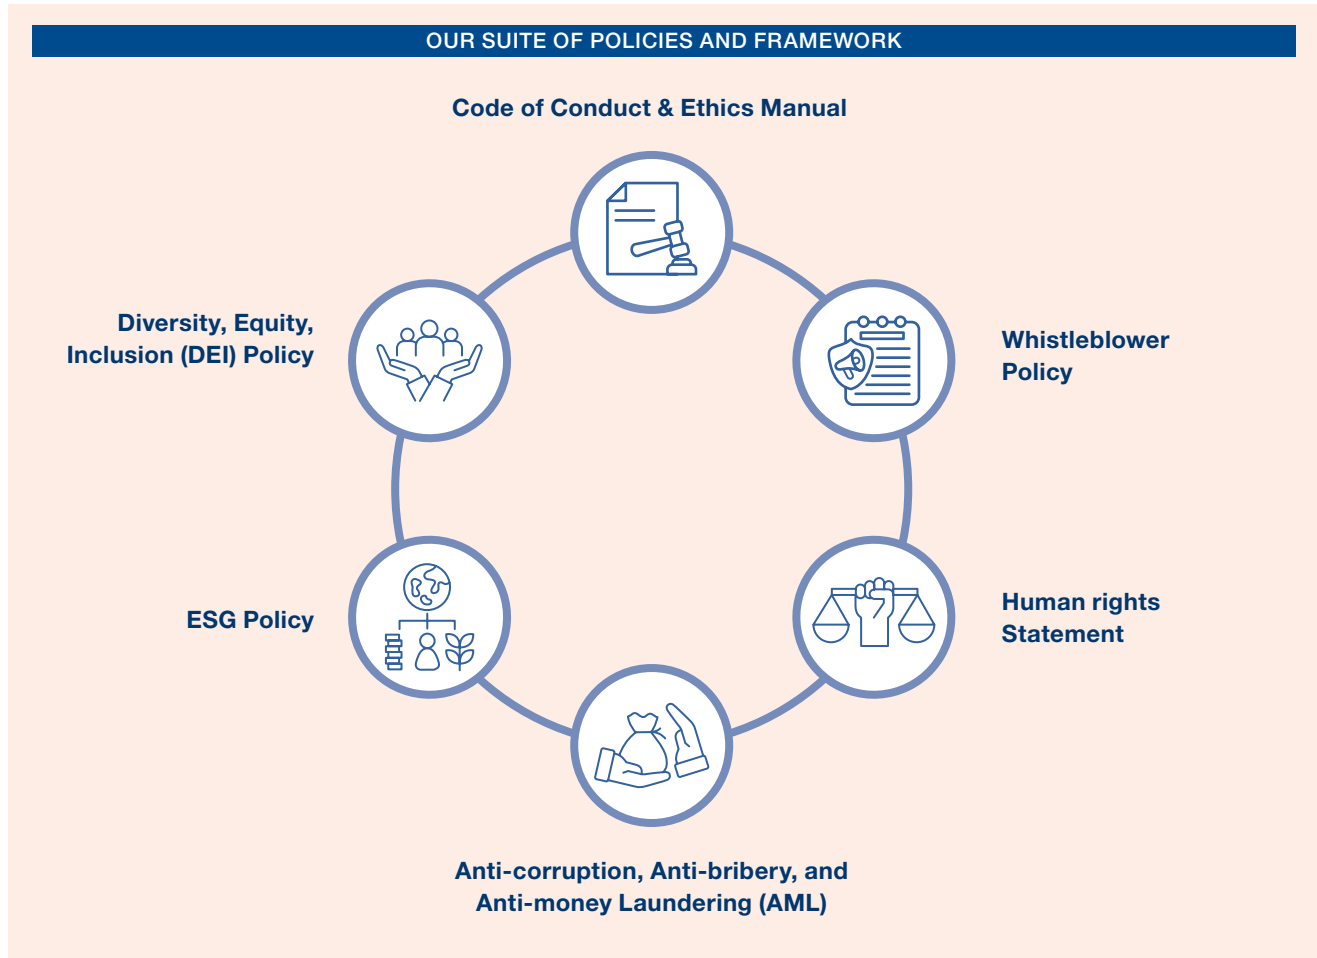 OUR SUITE OF POLICIES AND FRAMEWORK
Code of Conduct & Ethics Manual
Diversity, Equity,
Inclusion (DEI) Policy
Whistleblower
Policy
ESG Policy
Human rights
Statement
Anti-corruption, Anti-bribery, and
Anti-money Laundering (AML)